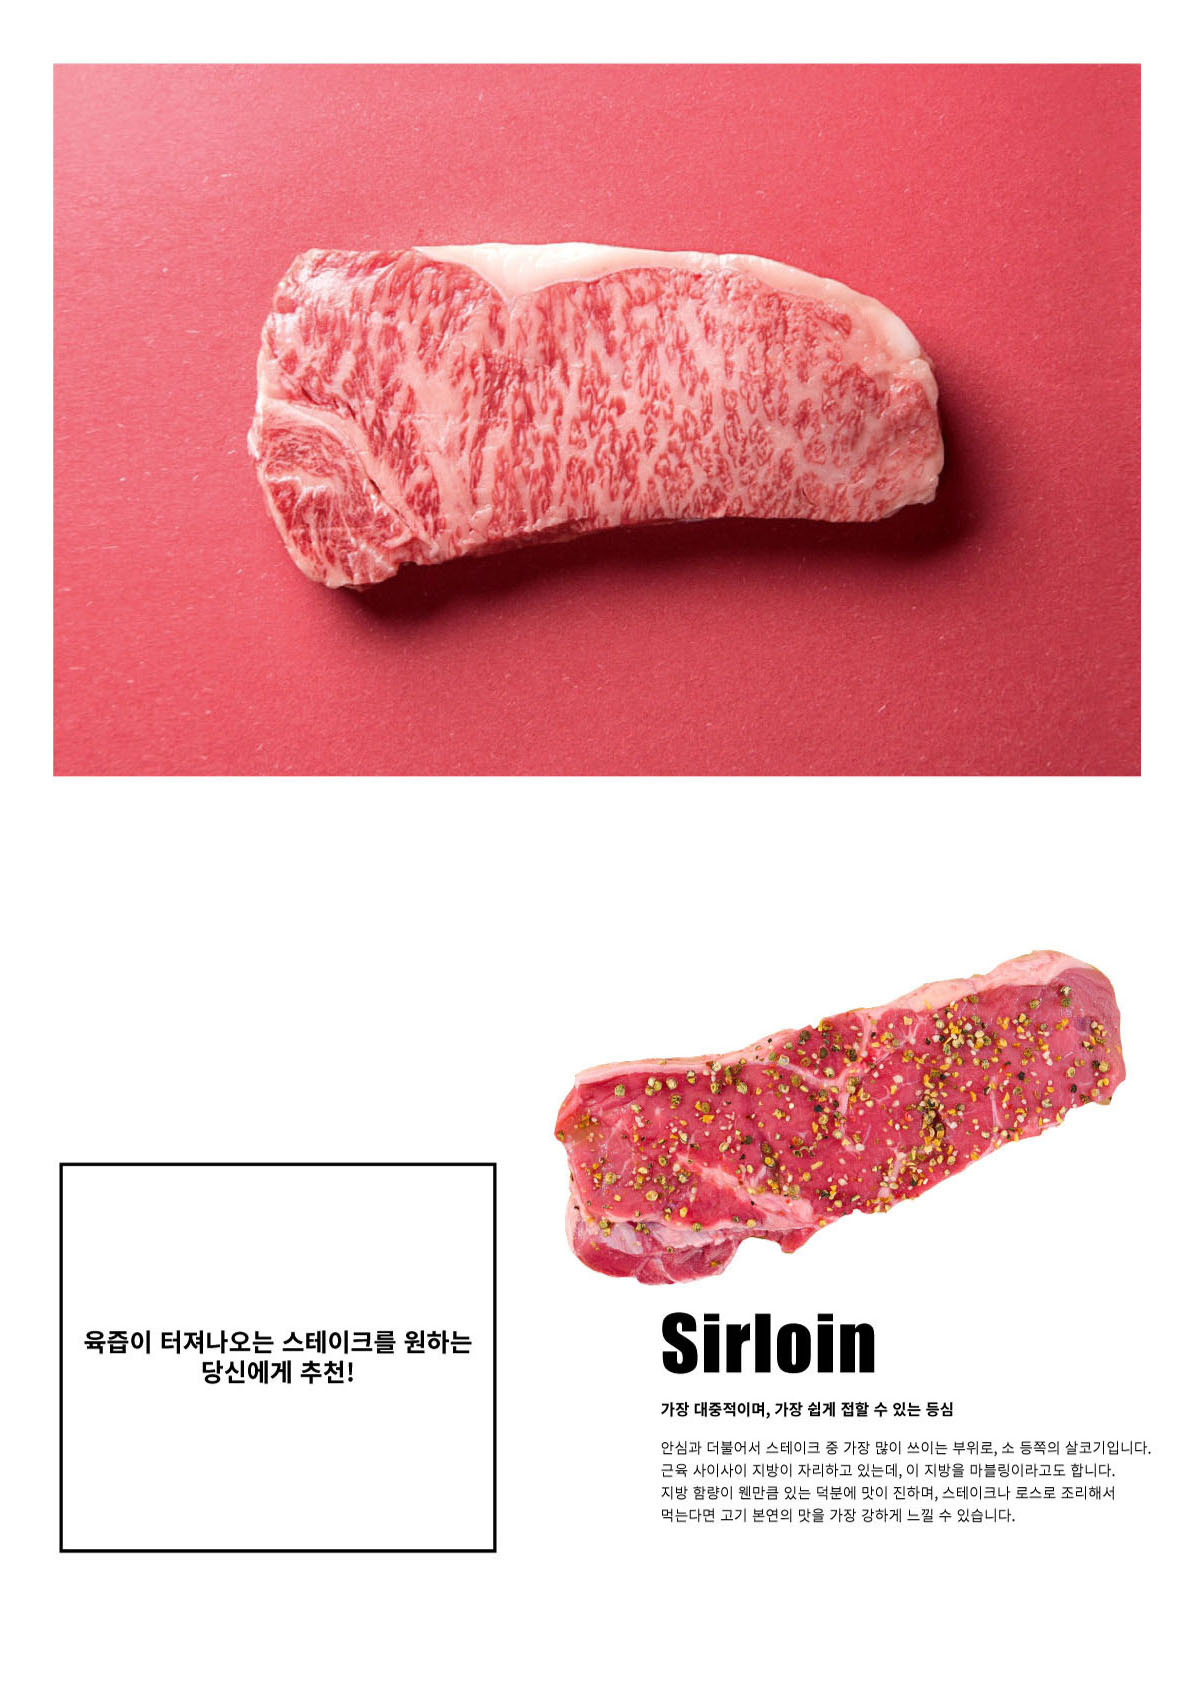 육즙이 터져나오는 스테이크를 원하는
당신에게 추천!
Sirloin
가장 대중적이며, 가장 쉽게 접할 수 있는 등심
안심과 더불어서 스테이크 중 가장 많이 쓰이는 부위로, 소 등쪽의 살코기입니다.
근육 사이사이 지방이 자리하고 있는데, 이 지방을 마블링이라고도 합니다.
지방 함량이 웬만큼 있는 덕분에 맛이 진하며, 스테이크나 로스로 조리해서
먹는다면 고기 본연의 맛을 가장 강하게 느낄 수 있습니다.